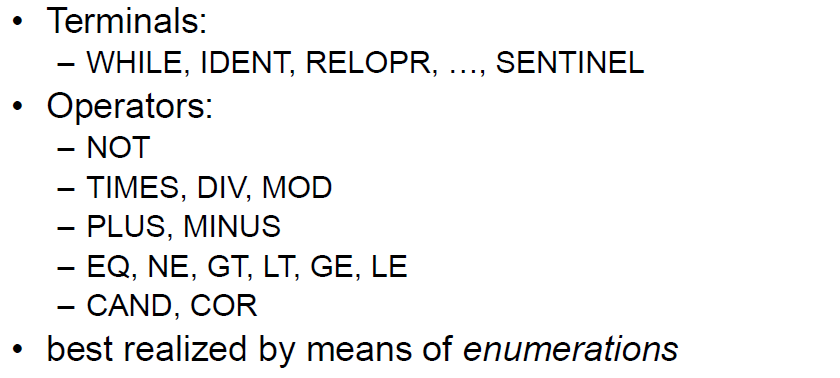 • Terminals:
– WHILE, IDENT, RELOPR, …, SENTINEL
• Operators:
– NOT
– TIMES, DIV, MOD
– PLUS, MINUS
– EQ, NE, GT, LT, GE, LE
– CAND, COR
• best realized by means of enumerations